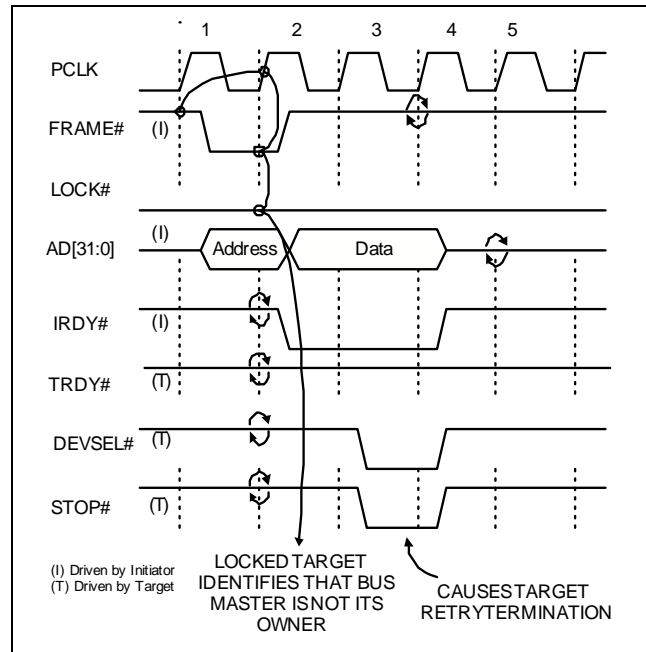 1 2 3 4 5
PCLK
FRAME# (I)
LOCK#
AD[31:0] (I) Address Data
IRDY# (I)
TRDY# (T)
DEVSEL# (T)
STOP# (T)
(I) Driven by Initiator
(T) Driven by Target
LOCKED TARGET
IDENTIFIES THAT BUS
MASTER IS NOT ITS
OWNER
CAUSES TARGET
RETRY TERMINATION